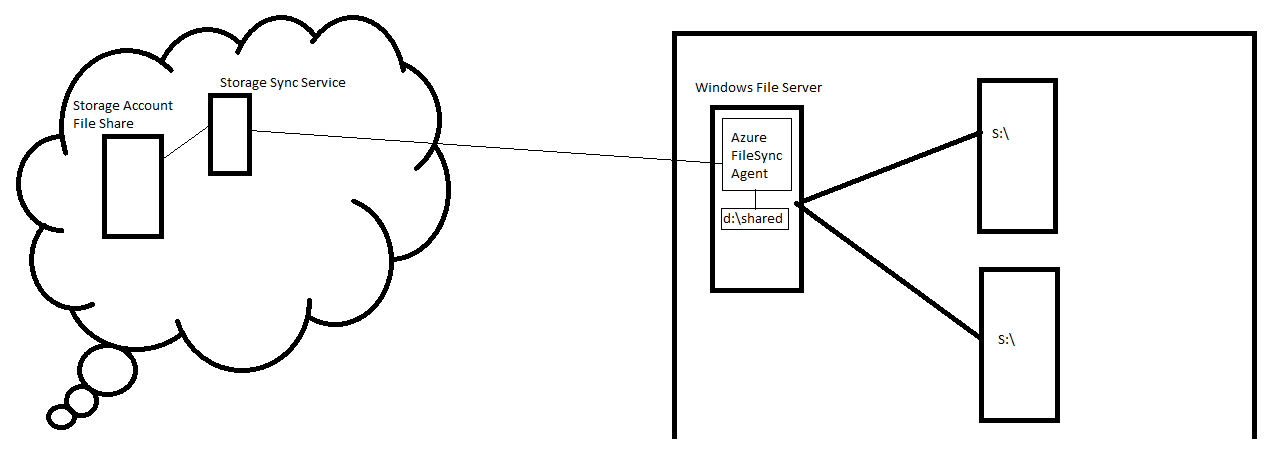 Storage Sync Service
Storage Account
File Share
Windows File Server
Azure
FileSync
Agent
d:\shared
S:\
S:\